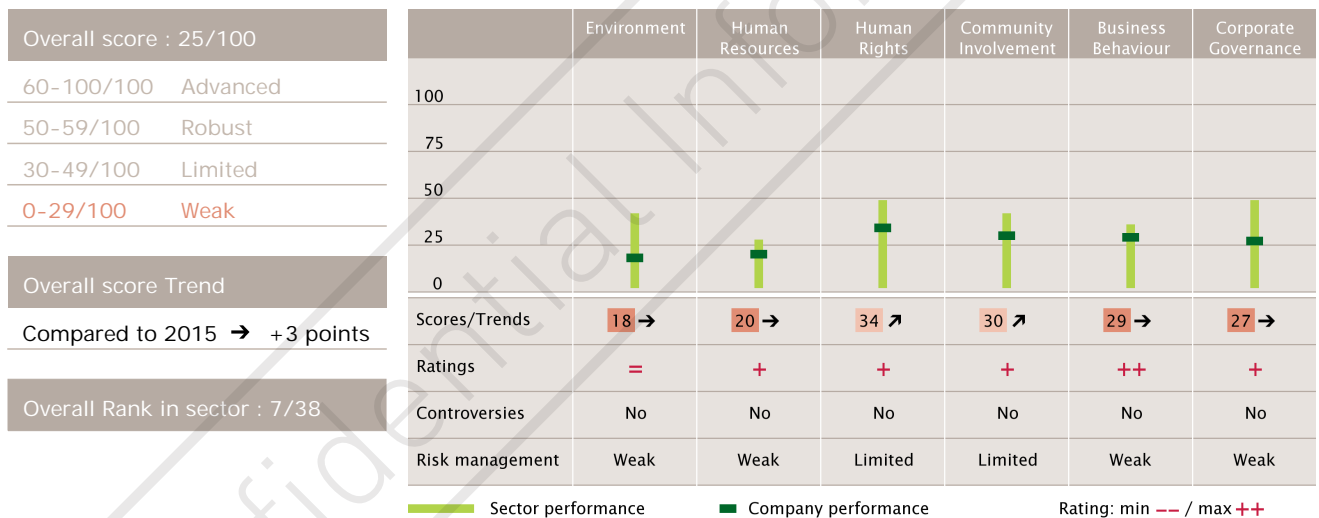 Overall score : 25/100
60-100/100 Advanced
50-59/100 Robust
30-49/100 Limited
0-29/100 Weak
Overall score Trend
Compared to 2015 ➔ +3 points
Overall Rank in sector : 7/38
Environment Human Resources Human Rights Community Involvement Business Behaviour Corporate Governance
100
75
50
25
0
Scores/Trends 18 ➔ 20 ➔ 34 ↗ 30 ↗ 29 ➔ 27 ➔
Ratings = + + + ++ +
Controversies No No No No No No
Risk management Weak Weak Limited Limited Weak Weak
Sector performance Company performance Rating: min -- / max ++